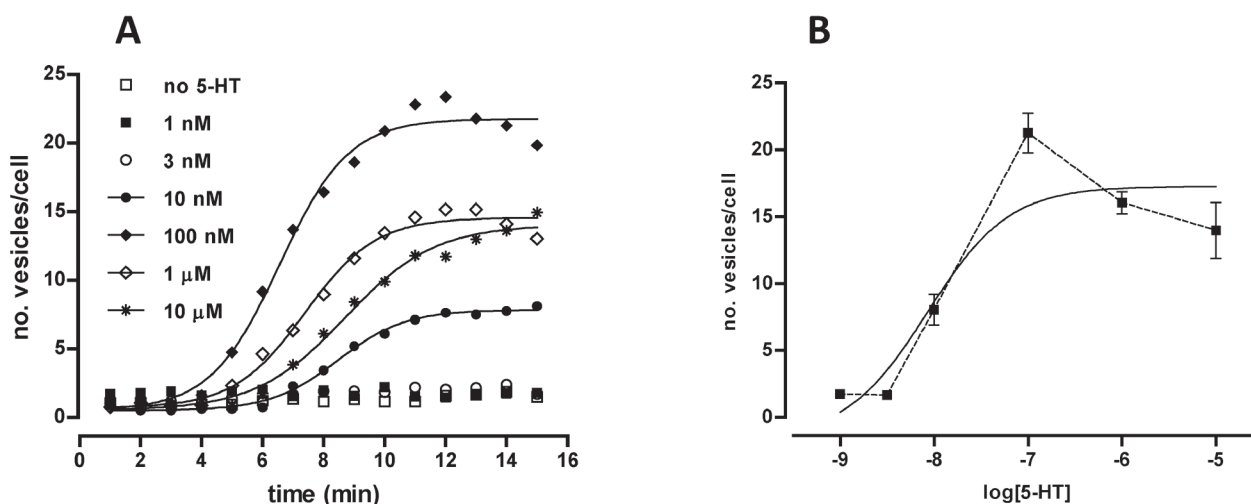 A
no. vesicles/cell
25
20
15
10
5
0
no 5-HT
1 nM
3 nM
10 nM
100 nM
1 μM
10 μM
0 2 4 6 8 10 12 14 16
time (min)
B
no. vesicles/cell
25
20
15
10
5
0
-9 -8 -7 -6 -5
log[5-HT]